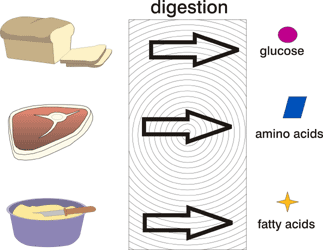 digestion
glucose
amino acids
fatty acids